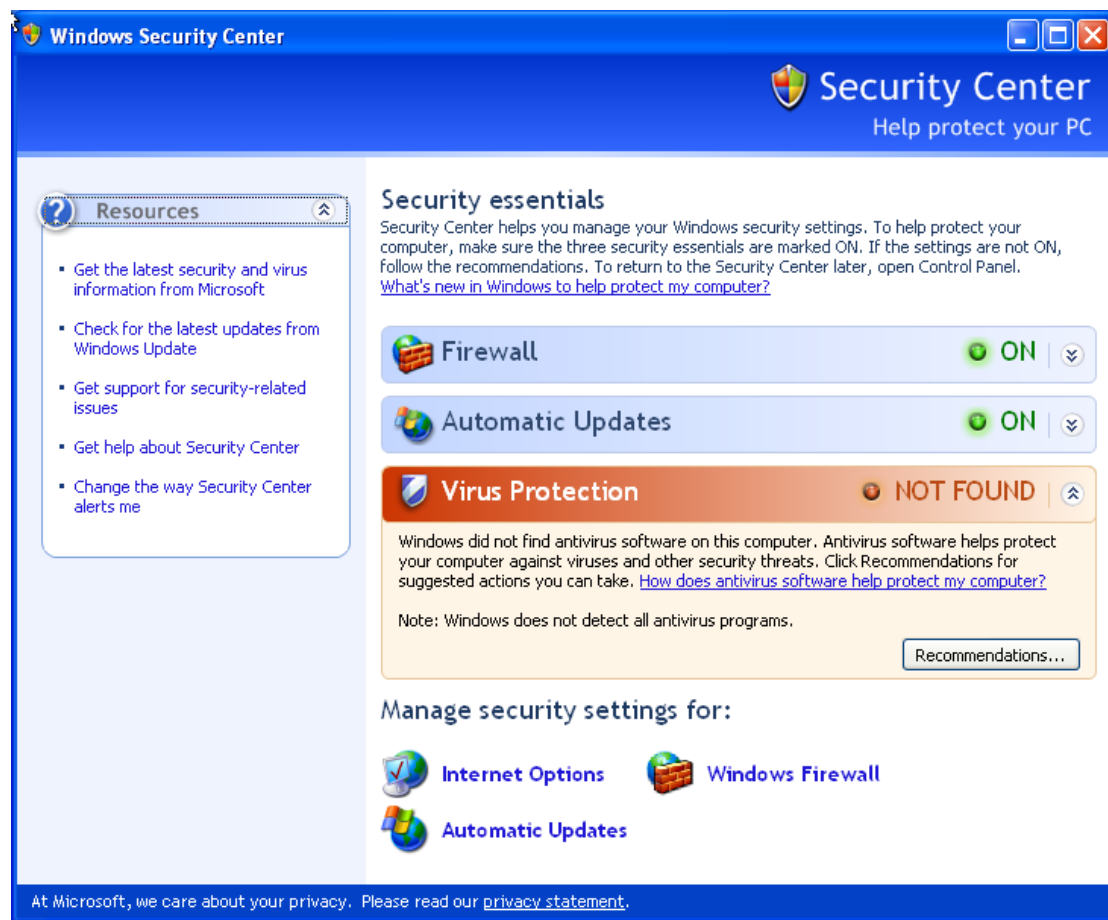 Windows Security Center
Security Center
Help protect your PC
Resources
Get the latest security and virus
information from Microsoft
Check for the latest updates from
Windows Update
Get support for security-related
issues
Get help about Security Center
Change the way Security Center
alerts me
Security essentials
Security Center helps you manage your Windows security settings. To help protect your
computer, make sure the three security essentials are marked ON. If the settings are not ON,
follow the recommendations. To return to the Security Center later, open Control Panel.
What's new in Windows to help protect my computer?
Firewall ON
Automatic Updates ON
Virus Protection NOT FOUND
Windows did not find antivirus software on this computer. Antivirus software helps protect
your computer against viruses and other security threats. Click Recommendations for
suggested actions you can take. How does antivirus software help protect my computer?
Note: Windows does not detect all antivirus programs.
Recommendations...
Manage security settings for:
Internet Options Windows Firewall
Automatic Updates
At Microsoft, we care about your privacy. Please read our privacy statement.